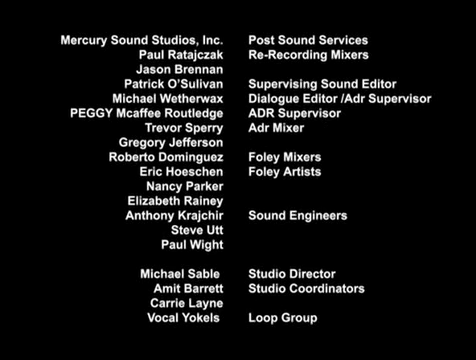 Mercury Sound Studios, Inc. Post Sound Services
Paul Ratajczak Re-Recording Mixers
Jason Brennan
Patrick O'Sulivan Supervising Sound Editor
Michael Wetherwax Dialogue Editor /Adr Supervisor
PEGGY Mcaffee Routledge ADR Supervisor
Trevor Sperry Adr Mixer
Gregory Jefferson
Roberto Dominguez Foley Mixers
Eric Hoeschen Foley Artists
Nancy Parker
Elizabeth Rainey
Anthony Krajchir Sound Engineers
Steve Utt
Paul Wight
Michael Sable Studio Director
Amit Barrett Studio Coordinators
Carrie Layne
Vocal Yokels Loop Group